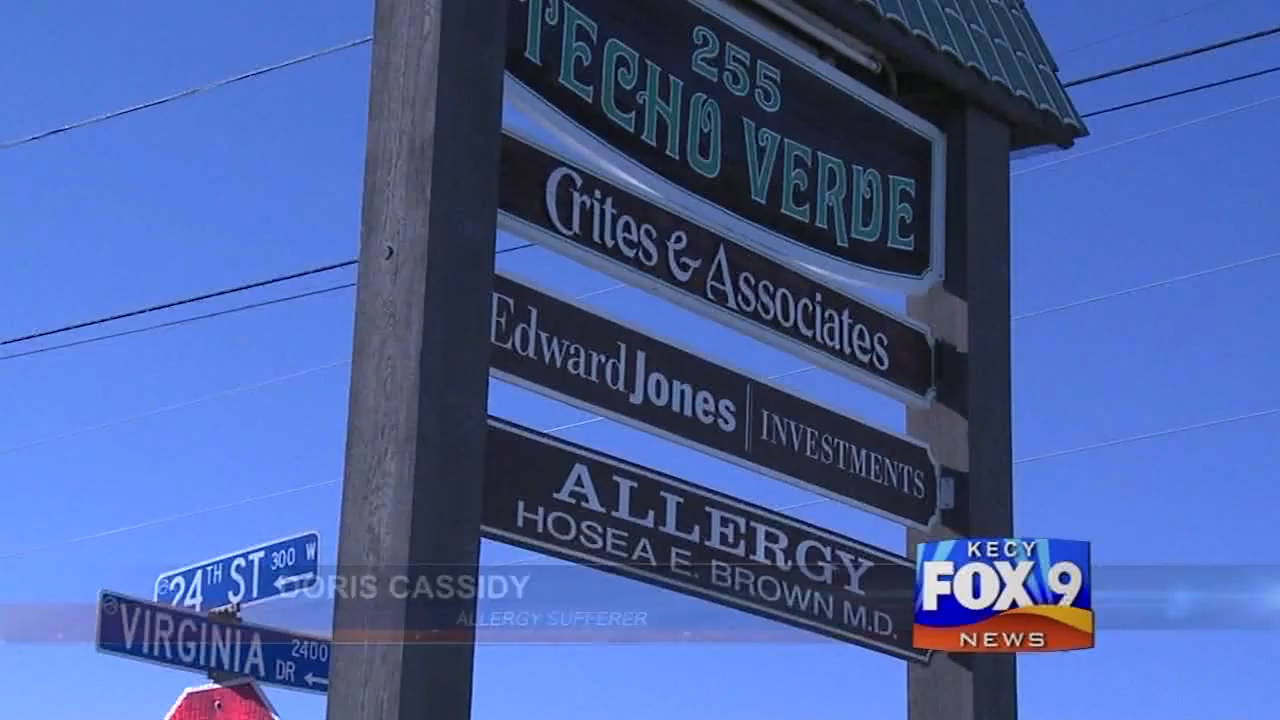 255
TECHO VERDE
Crites & Associates
Edward Jones | INVESTMENTS
ALLERGY
HOSEA E. BROWN M.D.
24TH ST 300 W
VIRGINIA DR 2400
DORIS CASSIDY
ALLERGY SUFFERER
KECY
FOX 9
NEWS